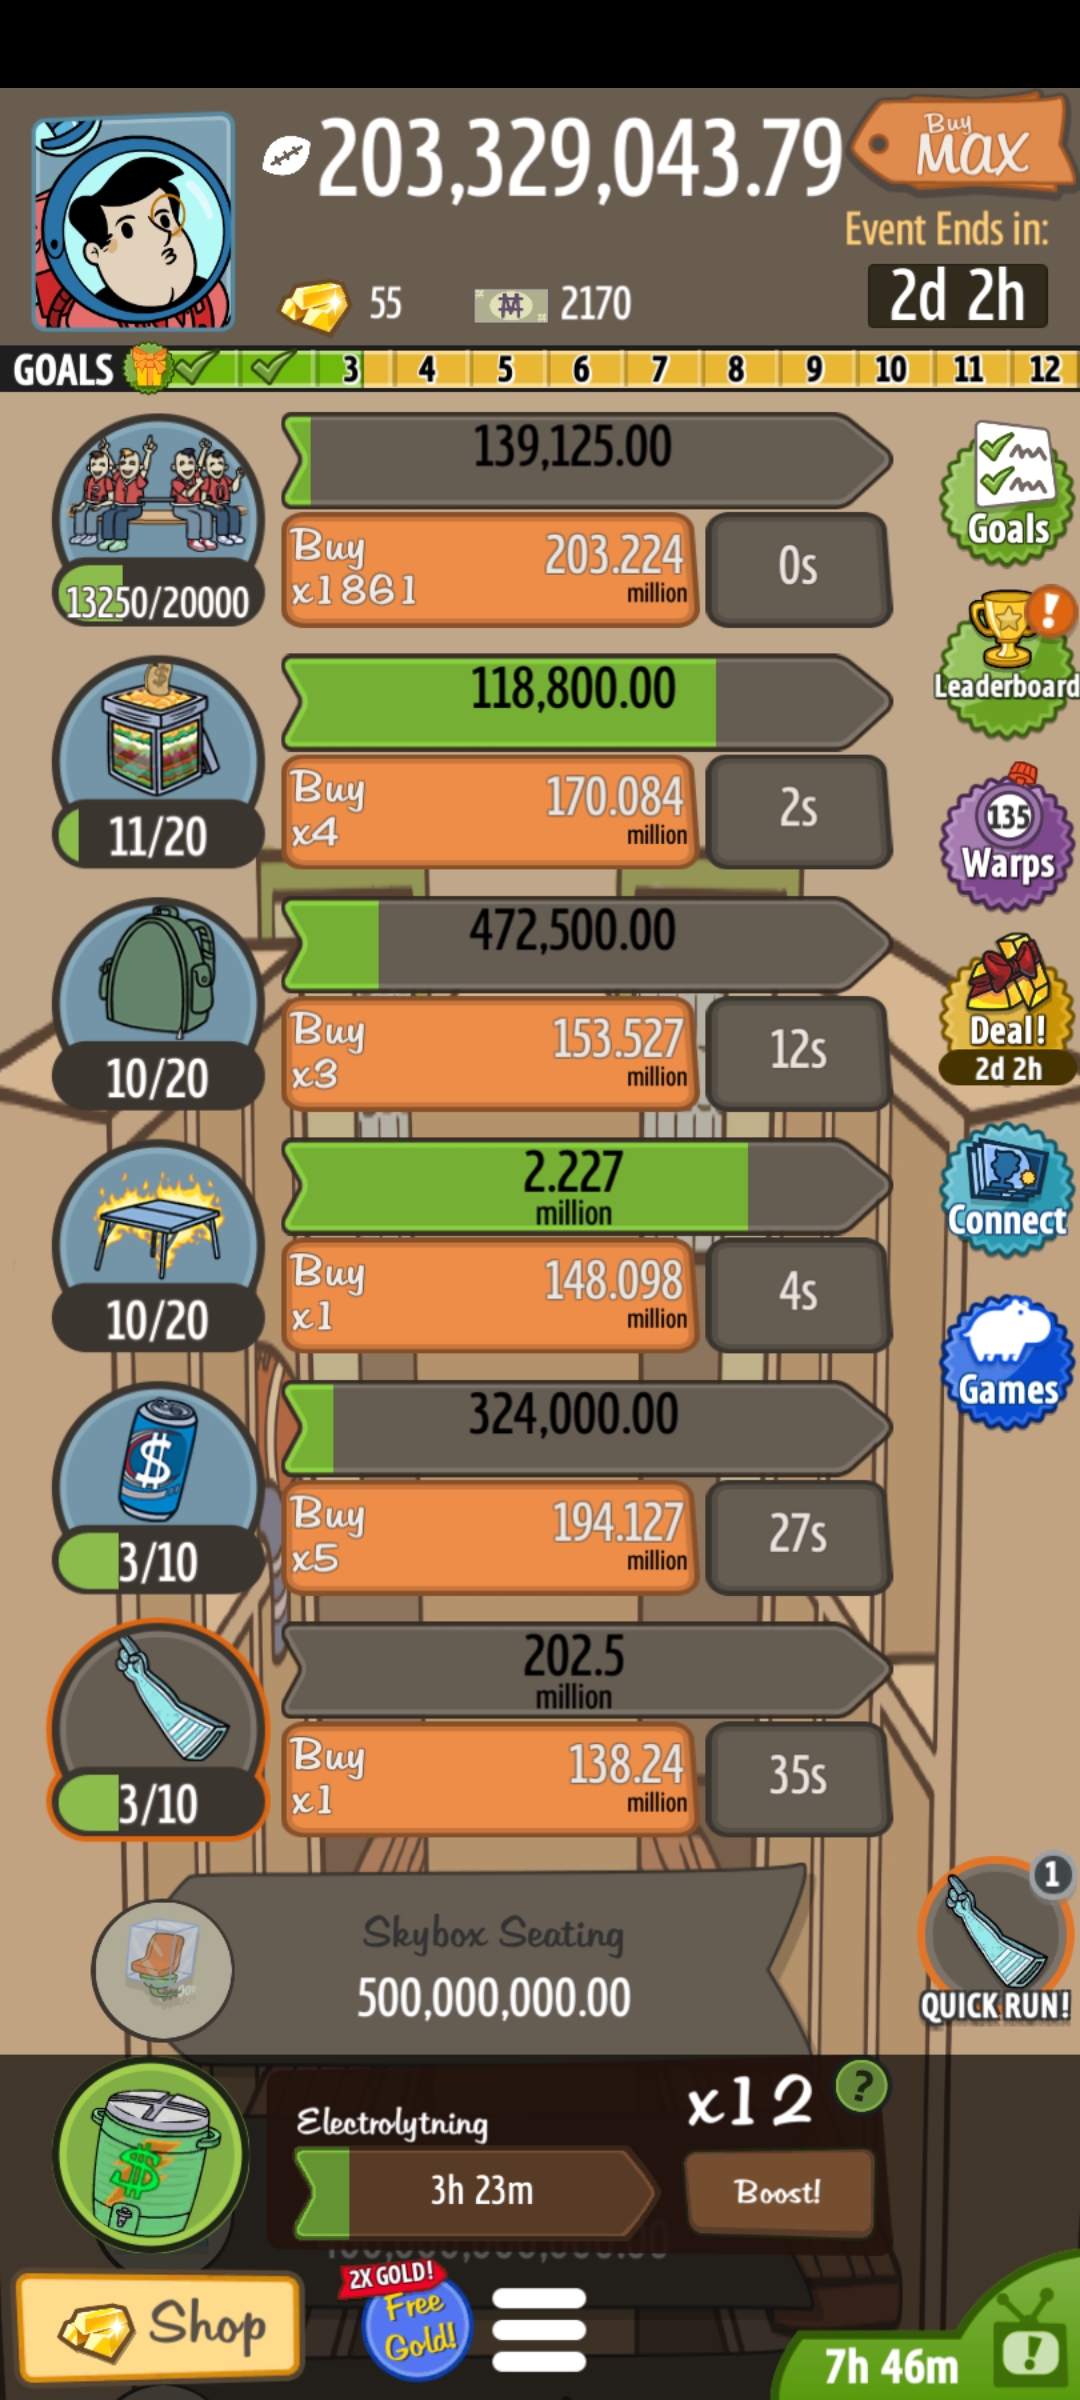 203,329,043.79
Buy
MAX
Event Ends in:
2d 2h
55
2170
GOALS 3 4 5 6 7 8 9 10 11 12
139,125.00
Buy
x1861
203.224
million
0s
13250/20000
Goals
Leaderboard
118,800.00
Buy
x4
170.084
million
2s
11/20
135
Warps
472,500.00
Buy
x3
153.527
million
12s
10/20
Deal!
2d 2h
2.227
million
Buy
x1
148.098
million
4s
10/20
Connect
324,000.00
Buy
x5
194.127
million
27s
3/10
Games
202.5
million
Buy
x1
138.24
million
35s
3/10
Skybox Seating
500,000,000.00
1
QUICK RUN!
Electrolytning
x12
?
3h 23m
Boost!
Shop
2X GOLD!
Free
Gold!
7h 46m